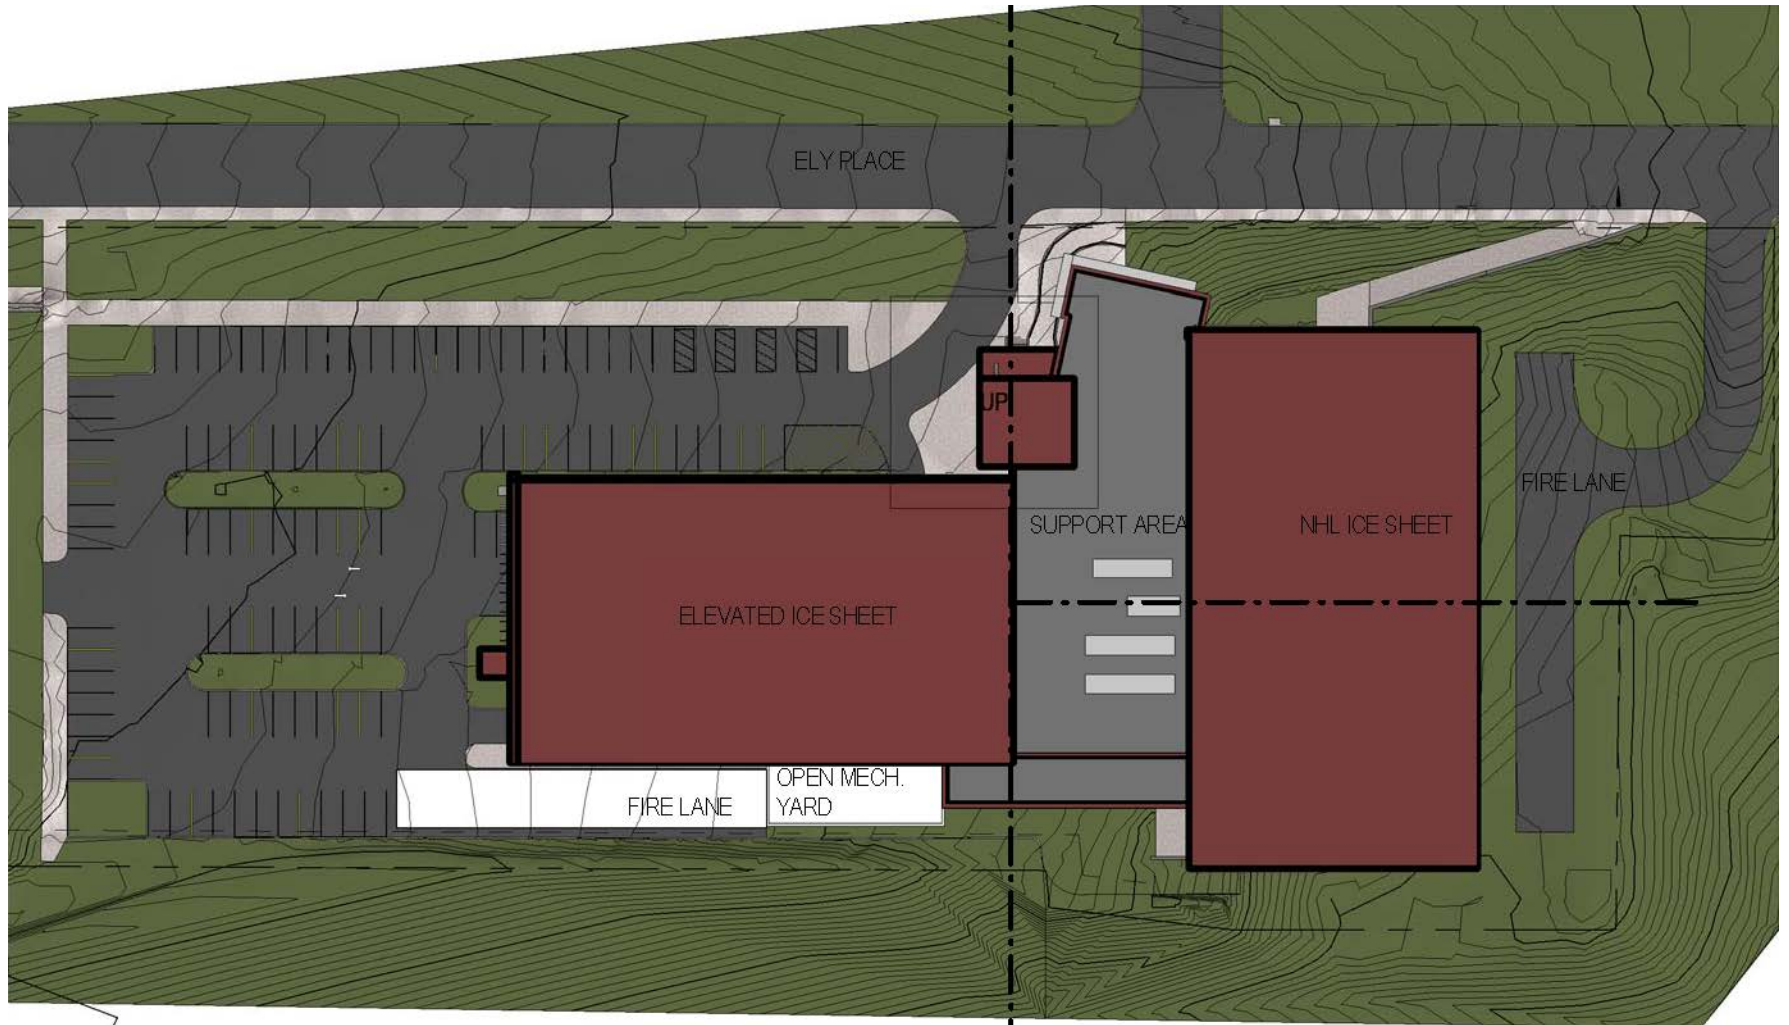 ELY PLACE
UP
FIRE LANE
SUPPORT AREA
NHL ICE SHEET
ELEVATED ICE SHEET
OPEN MECH.
YARD
FIRE LANE